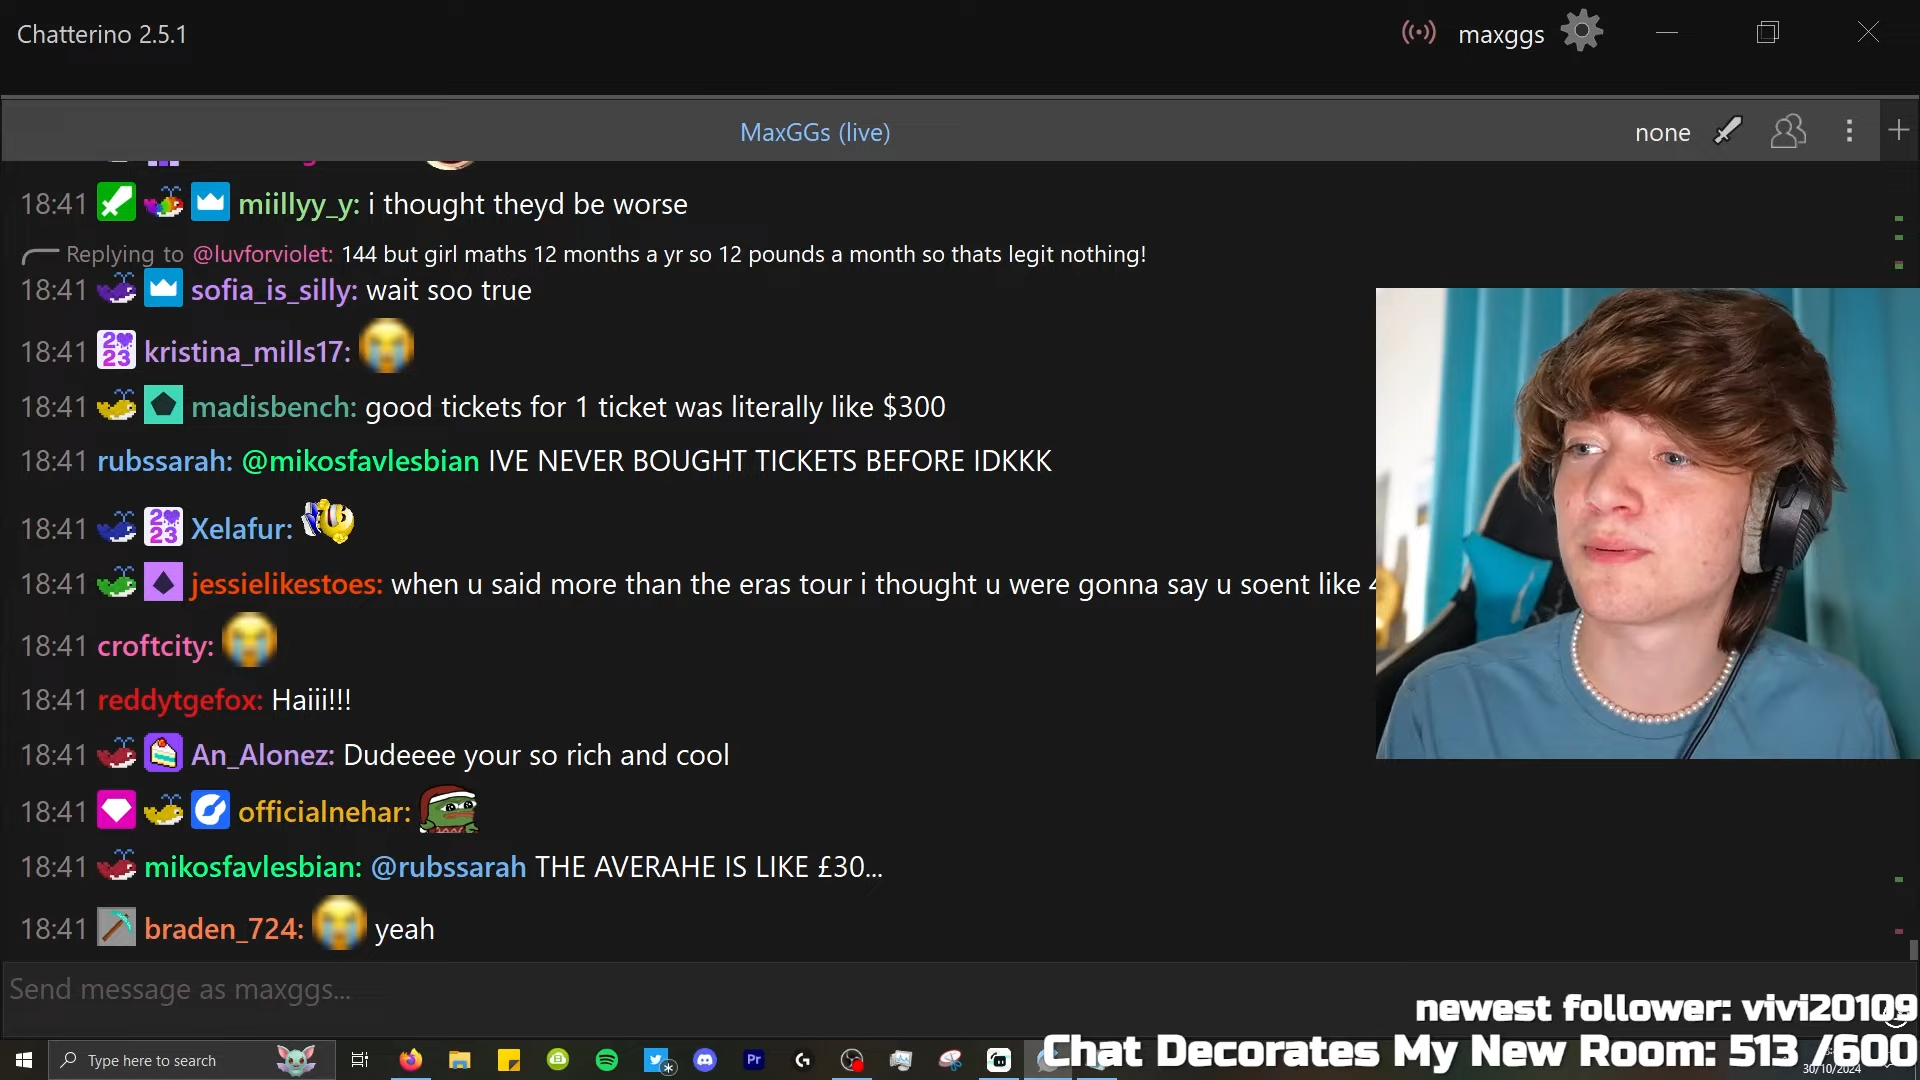 Chatterino 2.5.1
maxggs
MaxGGs (live)
none
18:41 miillyy_y: i thought theyd be worse
Replying to @luvforviolet: 144 but girl maths 12 months a yr so 12 pounds a month so thats legit nothing!
18:41 sofia_is_silly: wait soo true
18:41 2023 kristina_mills17:
18:41 madisbench: good tickets for 1 ticket was literally like $300
18:41 rubssarah: @mikosfavlesbian IVE NEVER BOUGHT TICKETS BEFORE IDKKK
18:41 2023 Xelafur:
18:41 jessielikestoes: when u said more than the eras tour i thought u were gonna say u soent like
18:41 croftcity:
18:41 reddytgefox: Haiii!!!
18:41 An_Alonez: Dudeeee your so rich and cool
18:41 officialnehar:
18:41 mikosfavlesbian: @rubssarah THE AVERAHE IS LIKE £30...
18:41 braden_724: yeah
Send message as maxggs...
newest follower: vivi20109
Chat Decorates My New Room: 513 /600
Type here to search
Pr
30/10/2024